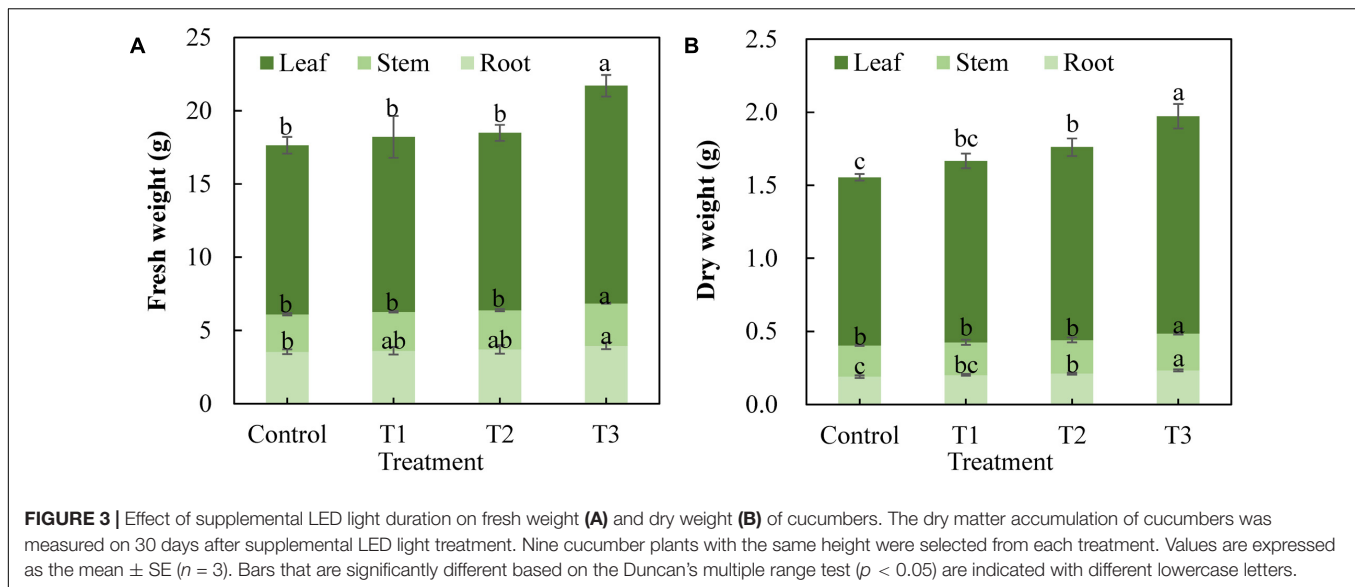 A
B
25
20
15
10
5
0
Fresh weight (g)
Leaf Stem Root
b b b a
b b b a
b ab ab a
Control T1 T2 T3
Treatment
2.5
2.0
1.5
1.0
0.5
0.0
Dry weight (g)
Leaf Stem Root
c bc b a
b b b a
c bc b a
Control T1 T2 T3
Treatment
FIGURE 3 | Effect of supplemental LED light duration on fresh weight (A) and dry weight (B) of cucumbers. The dry matter accumulation of cucumbers was
measured on 30 days after supplemental LED light treatment. Nine cucumber plants with the same height were selected from each treatment. Values are expressed
as the mean ± SE (n = 3). Bars that are significantly different based on the Duncan's multiple range test (p < 0.05) are indicated with different lowercase letters.